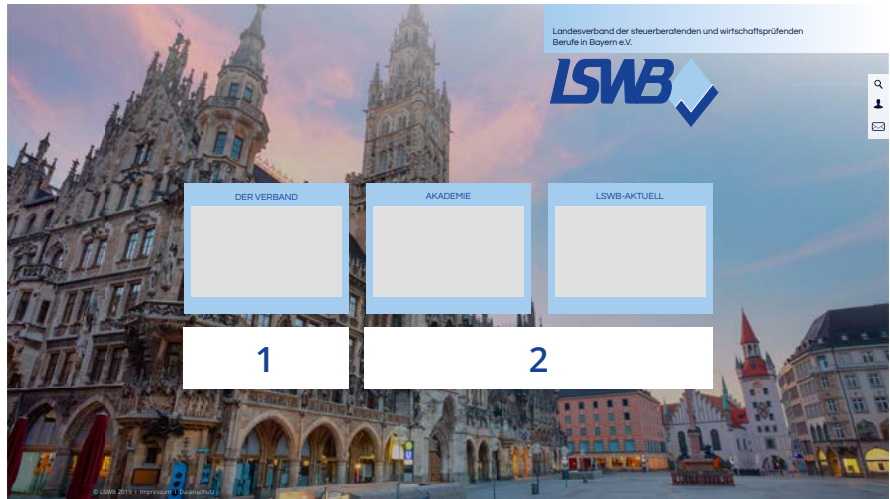 Landesverband der steuerberatenden und wirtschaftsprüfenden
Berufe in Bayern e.V.
LSWB
DER VERBAND
AKADEMIE
LSWB-AKTUELL
1
2
U
© LSWB 2019 | Impressum | Datenschutz